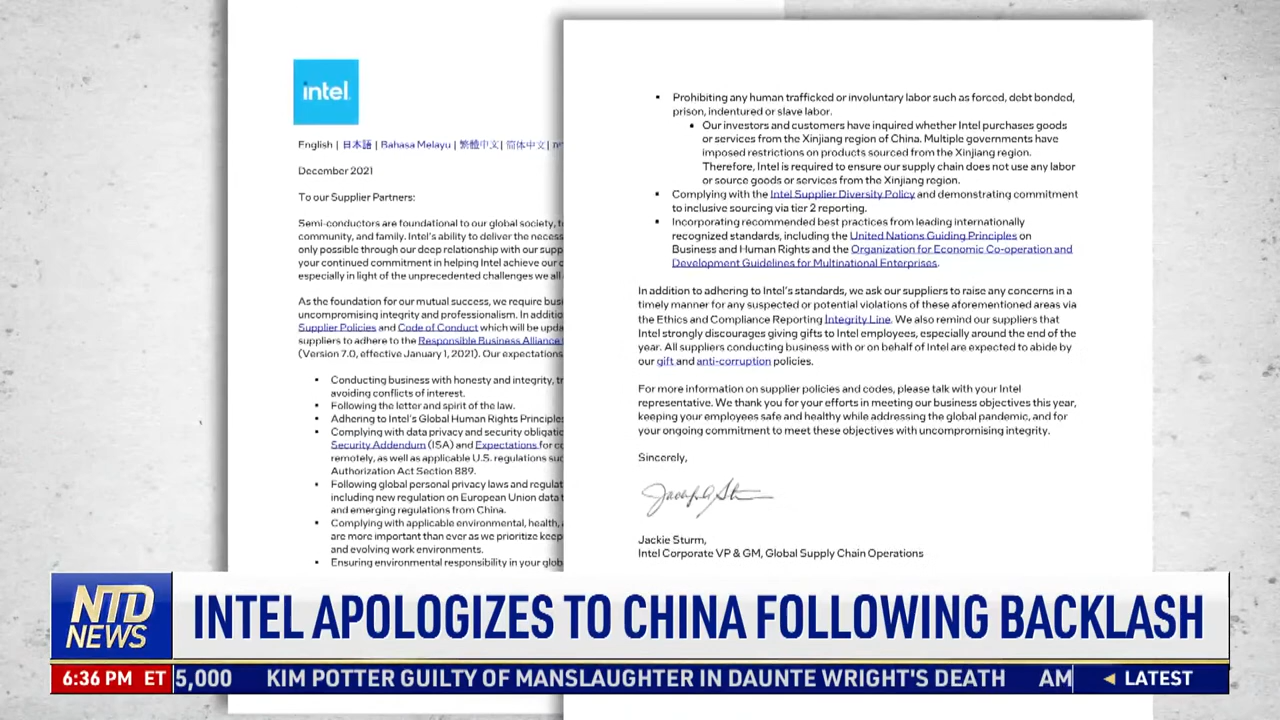 intel.
English | 日本語 | Bahasa Melayu | 繁體中文 | 简体中文 |
December 2021
To our Supplier Partners:
Semi-conductors are foundational to our global society,
community, and family. Intel's ability to deliver the
only possible through our deep relationship with our
your continued commitment in helping Intel achieve our
especially in light of the unprecedented challenges we all
As the foundation for our mutual success, we require
uncompromising integrity and professionalism. In
Supplier Policies and Code of Conduct which will be
suppliers to adhere to the Responsible Business Alliance
(Version 7.0, effective January 1, 2021). Our expectations
▪ Conducting business with honesty and integrity,
avoiding conflicts of interest.
▪ Following the letter and spirit of the law.
▪ Adhering to Intel's Global Human Rights Principles
▪ Complying with data privacy and security
Security Addendum (ISA) and Expectations for
remotely, as well as applicable U.S. regulations
Authorization Act Section 889.
▪ Following global personal privacy laws and
including new regulation on European Union data
and emerging regulations from China.
▪ Complying with applicable environmental, health,
are more important than ever as we prioritize
and evolving work environments.
▪ Ensuring environmental responsibility in your
▪ Prohibiting any human trafficked or involuntary labor such as forced, debt bonded,
prison, indentured or slave labor.
• Our investors and customers have inquired whether Intel purchases goods
or services from the Xinjiang region of China. Multiple governments have
imposed restrictions on products sourced from the Xinjiang region.
Therefore, Intel is required to ensure our supply chain does not use any labor
or source goods or services from the Xinjiang region.
▪ Complying with the Intel Supplier Diversity Policy and demonstrating commitment
to inclusive sourcing via tier 2 reporting.
▪ Incorporating recommended best practices from leading internationally
recognized standards, including the United Nations Guiding Principles on
Business and Human Rights and the Organization for Economic Co-operation and
Development Guidelines for Multinational Enterprises.
In addition to adhering to Intel's standards, we ask our suppliers to raise any concerns in a
timely manner for any suspected or potential violations of these aforementioned areas via
the Ethics and Compliance Reporting Integrity Line. We also remind our suppliers that
Intel strongly discourages giving gifts to Intel employees, especially around the end of the
year. All suppliers conducting business with or on behalf of Intel are expected to abide by
our gift and anti-corruption policies.
For more information on supplier policies and codes, please talk with your Intel
representative. We thank you for your efforts in meeting our business objectives this year,
keeping your employees safe and healthy while addressing the global pandemic, and for
your ongoing commitment to meet these objectives with uncompromising integrity.
Sincerely,
Jackie Sturm,
Intel Corporate VP & GM, Global Supply Chain Operations
NTD
NEWS
INTEL APOLOGIZES TO CHINA FOLLOWING BACKLASH
6:36 PM ET 5,000 KIM POTTER GUILTY OF MANSLAUGHTER IN DAUNTE WRIGHT'S DEATH AM ◄ LATEST